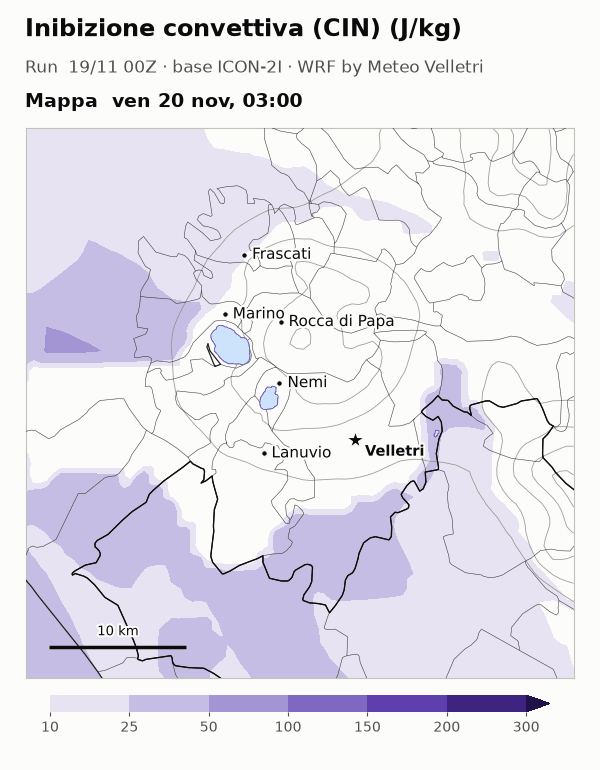 Inibizione convettiva (CIN) (J/kg)
Run  19/11 00Z · base ICON-2I · WRF by Meteo Velletri
Mappa  ven 20 nov, 03:00
Frascati
Marino
Rocca di Papa
Nemi
Velletri
Lanuvio
10 km
10 25 50 100 150 200 300